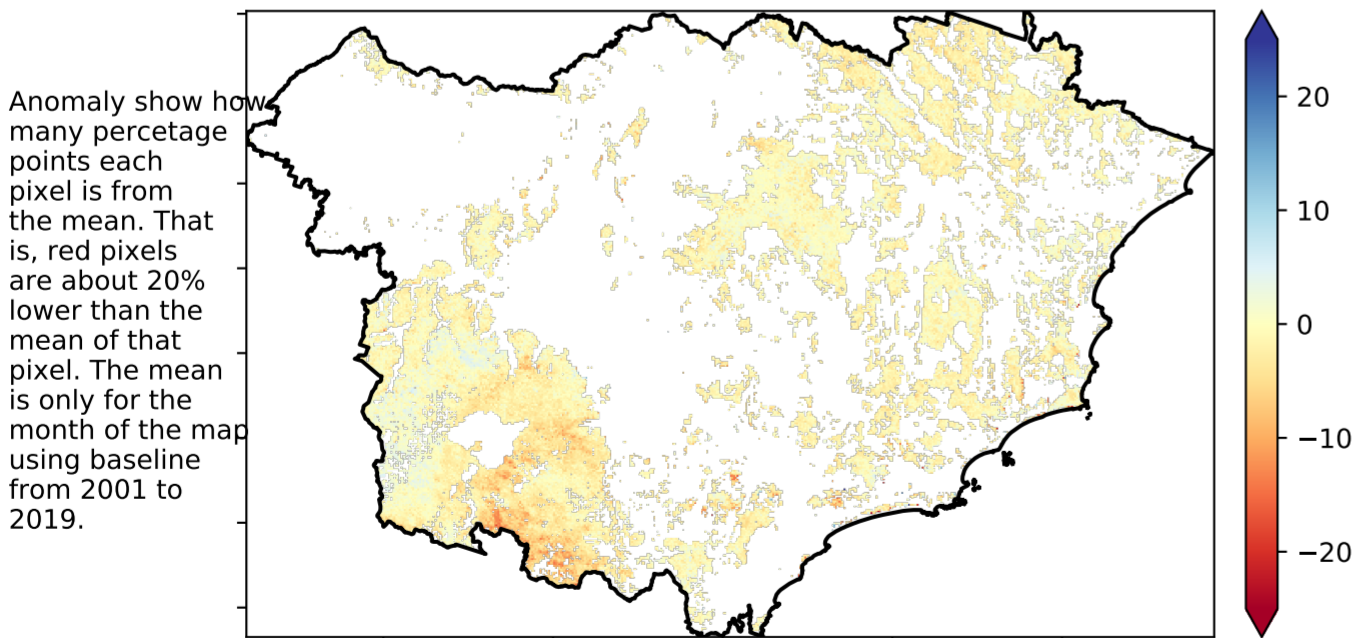 Anomaly show how
many percetage
points each
pixel is from
the mean. That
is, red pixels
are about 20%
lower than the
mean of that
pixel. The mean
is only for the
month of the map
using baseline
from 2001 to
2019.
20
10
0
−10
−20